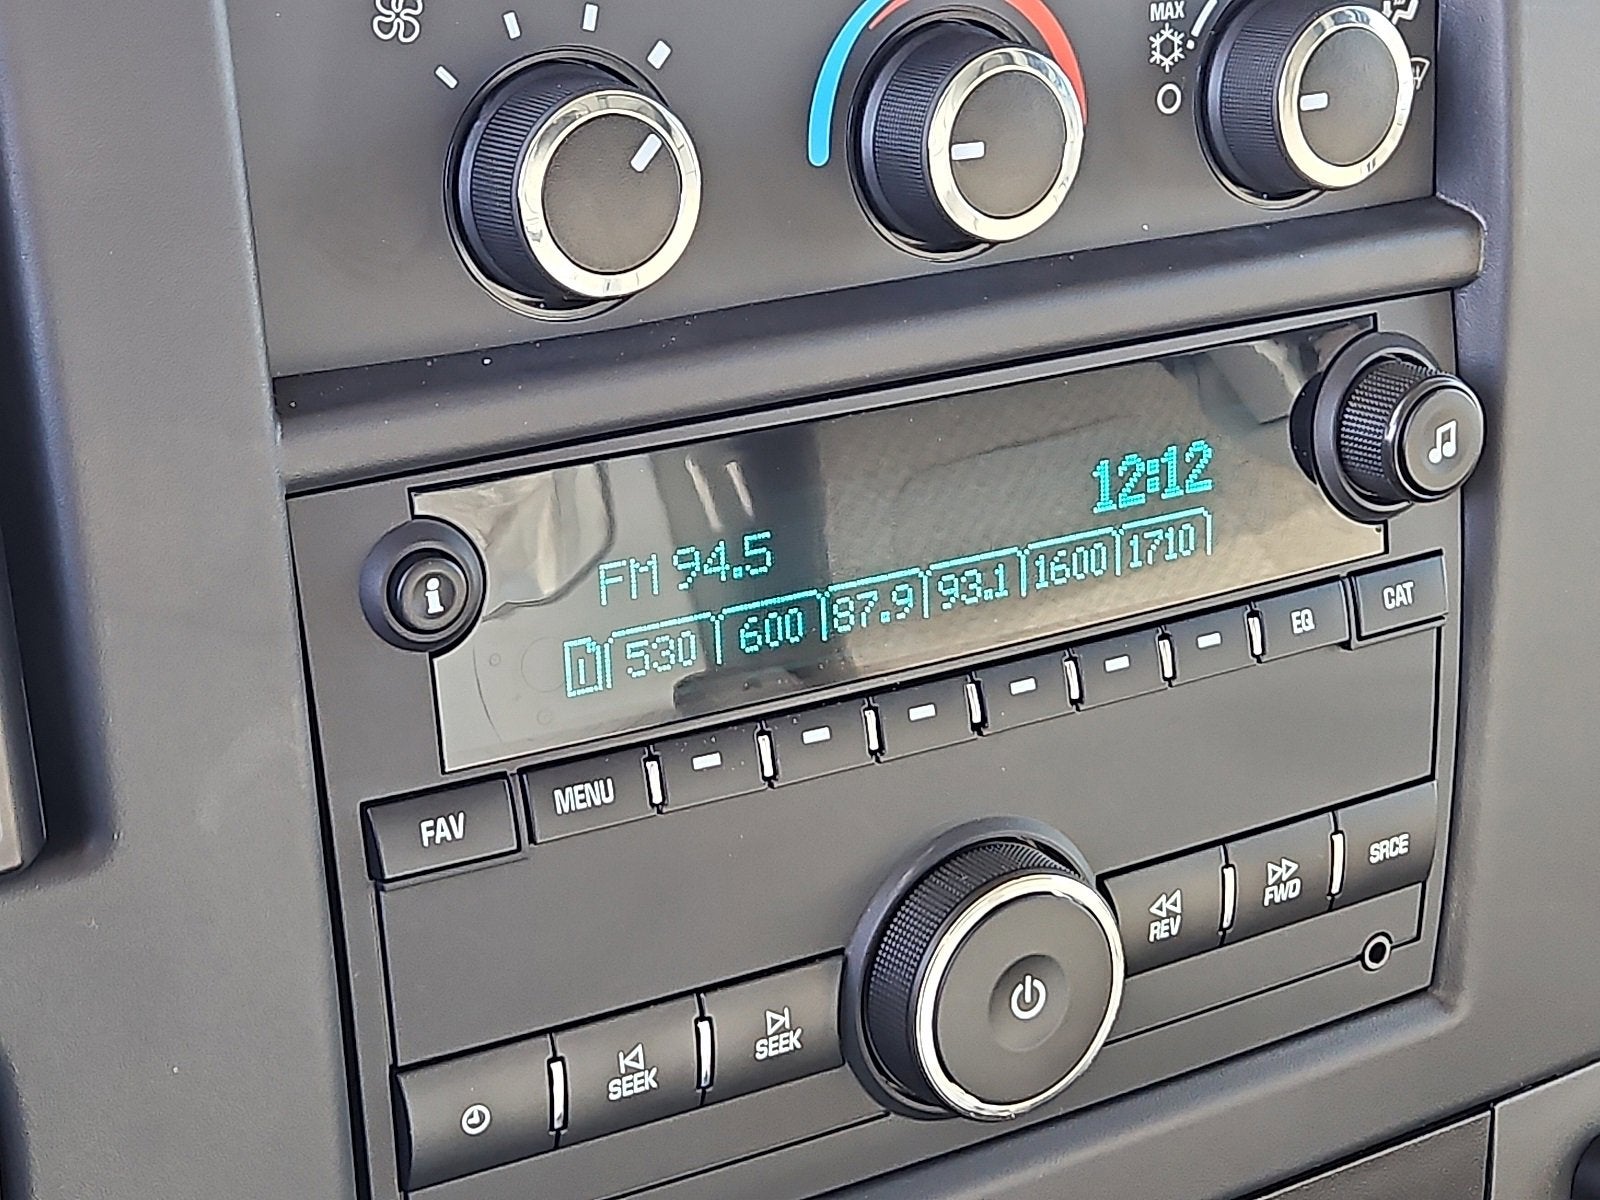 MAX
12:12
FM 94.5
1 530 600 87.9 93.1 1600 1710
i
FAV MENU EQ CAT
REV FWD SRCE
SEEK SEEK